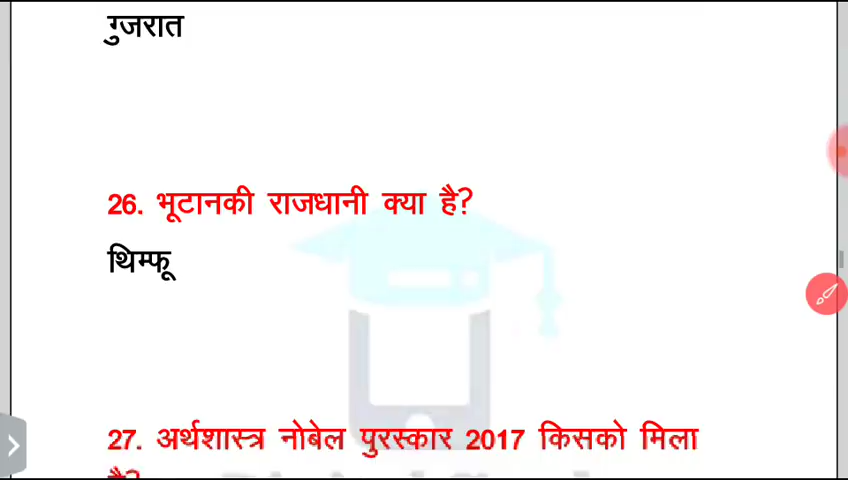 गुजरात
26. भूटानकी राजधानी क्या है?
थिम्फू
27. अर्थशास्त्र नोबेल पुरस्कार 2017 किसको मिला
है?